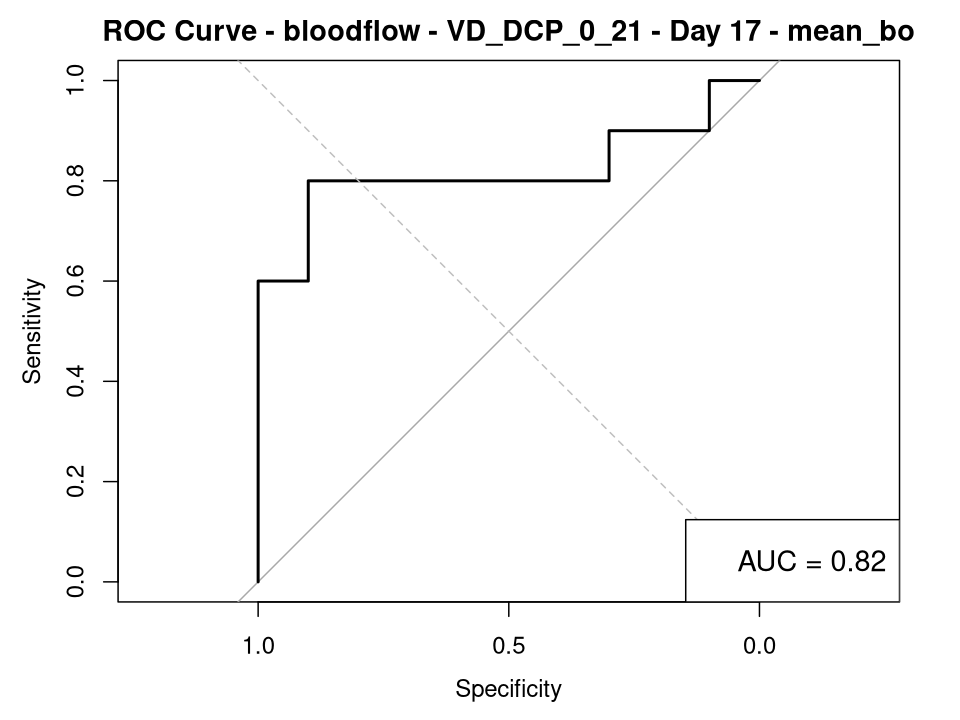 ROC Curve - bloodflow - VD_DCP_0_21 - Day 17 - mean_bo
Sensitivity
1.0
0.8
0.6
0.4
0.2
0.0
AUC = 0.82
1.0 0.5 0.0
Specificity